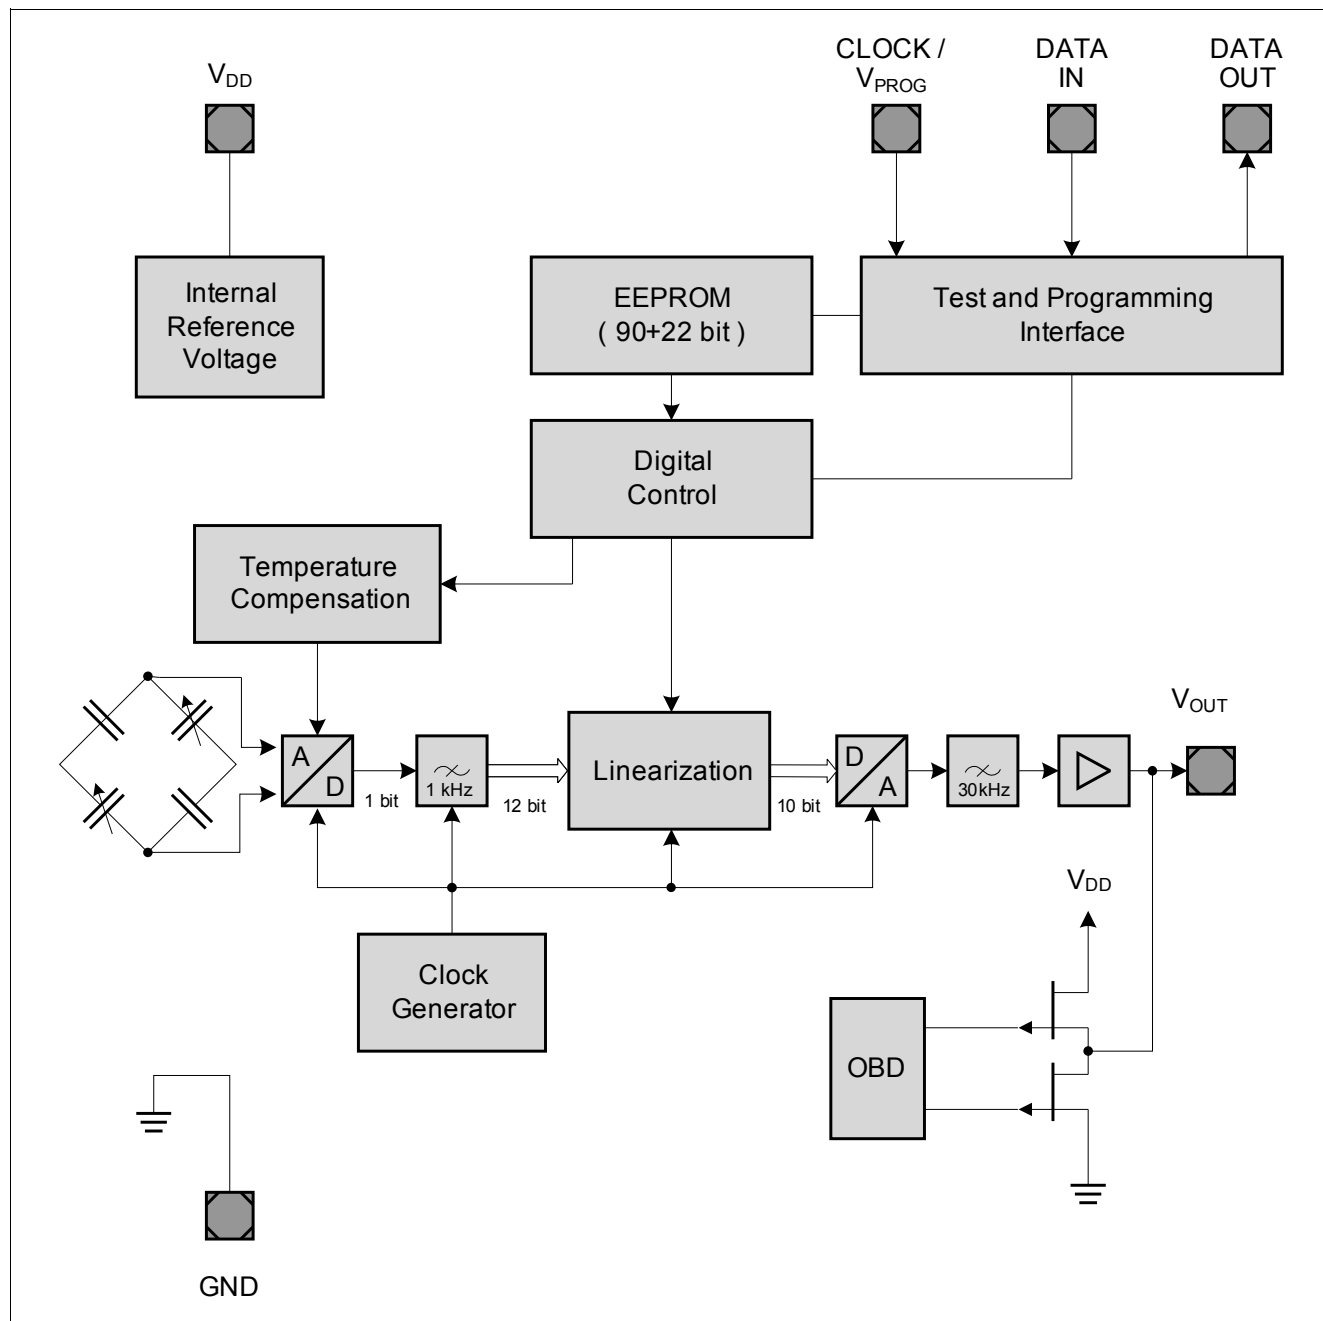 CLOCK / DATA DATA
VDD VPROG IN OUT
Internal
Reference
Voltage
EEPROM
( 90+22 bit )
Test and Programming
Interface
Digital
Control
Temperature
Compensation
VOUT
A
D
1 bit
1 kHz
12 bit
Linearization
10 bit
D
A
30kHz
VDD
Clock
Generator
OBD
GND